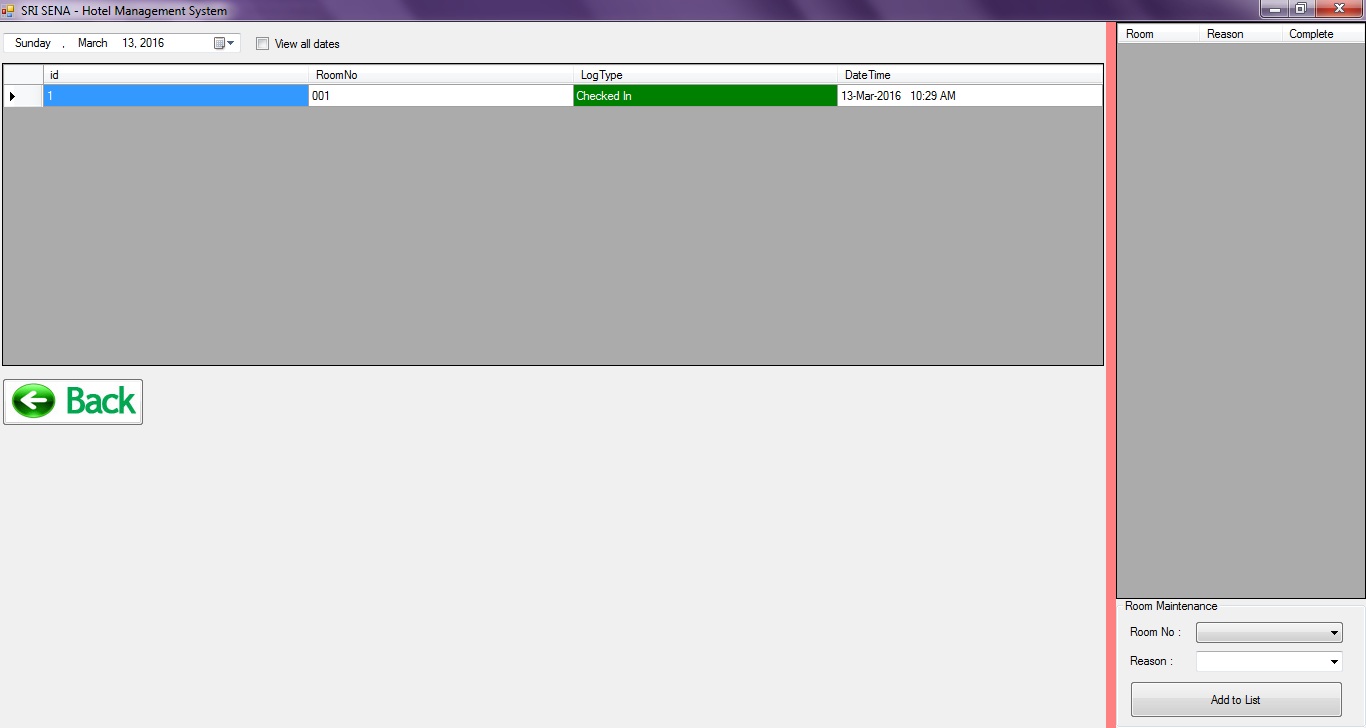 SRI SENA - Hotel Management System
Sunday , March 13, 2016
View all dates
id RoomNo LogType DateTime
1 001 Checked In 13-Mar-2016 10:29 AM
Back
Room Reason Complete
Room Maintenance
Room No :
Reason :
Add to List